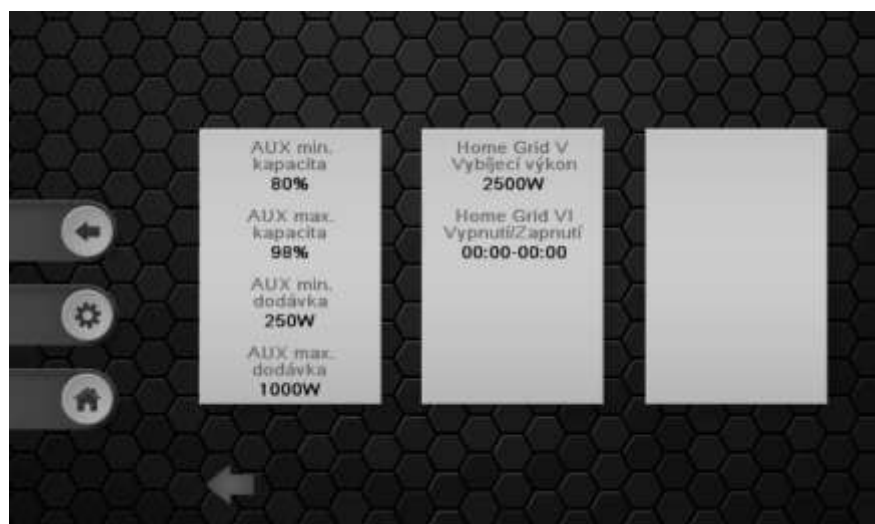 AUX min.
kapacita
80%
AUX max.
kapacita
98%
AUX min.
dodávka
250W
AUX max.
dodávka
1000W
Home Grid V
Vybíjecí výkon
2500W
Home Grid VI
Vypnutí/Zapnutí
00:00-00:00